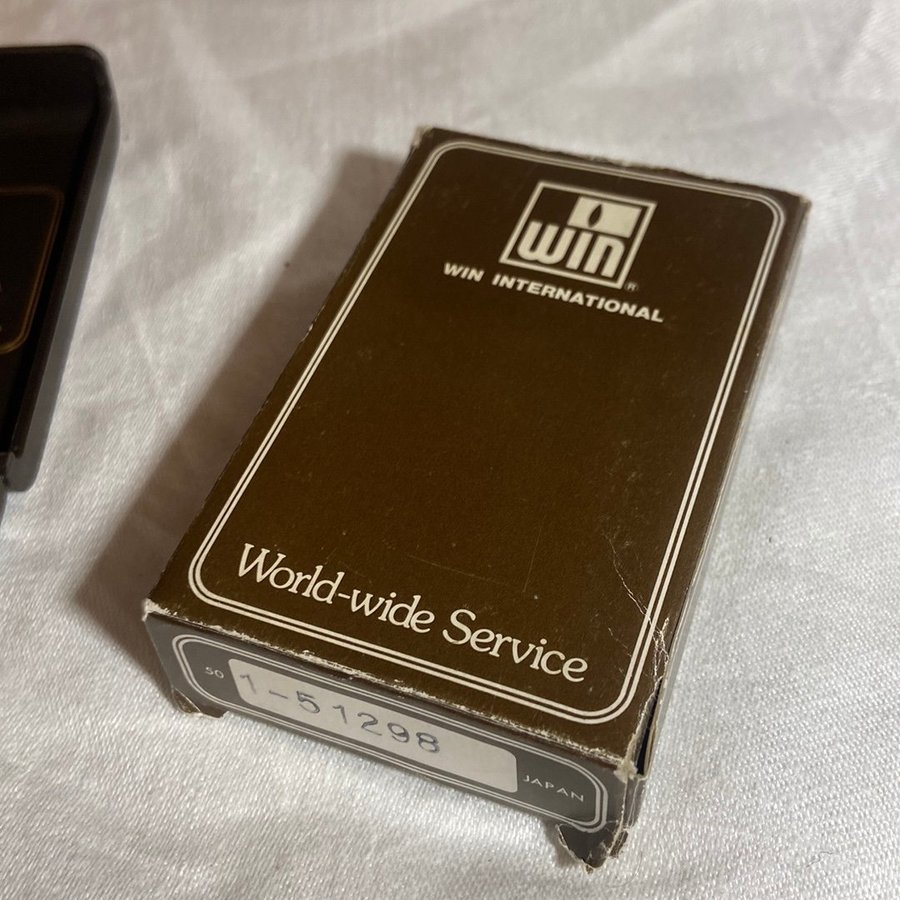 WIN
®
WIN INTERNATIONAL
World-wide Service
50
1-51298
JAPAN